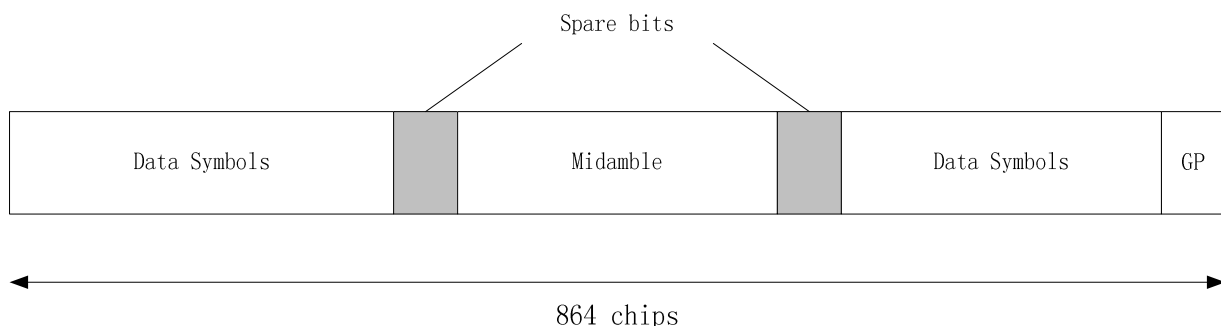 Spare bits
Data Symbols
Midamble
Data Symbols
GP
864 chips